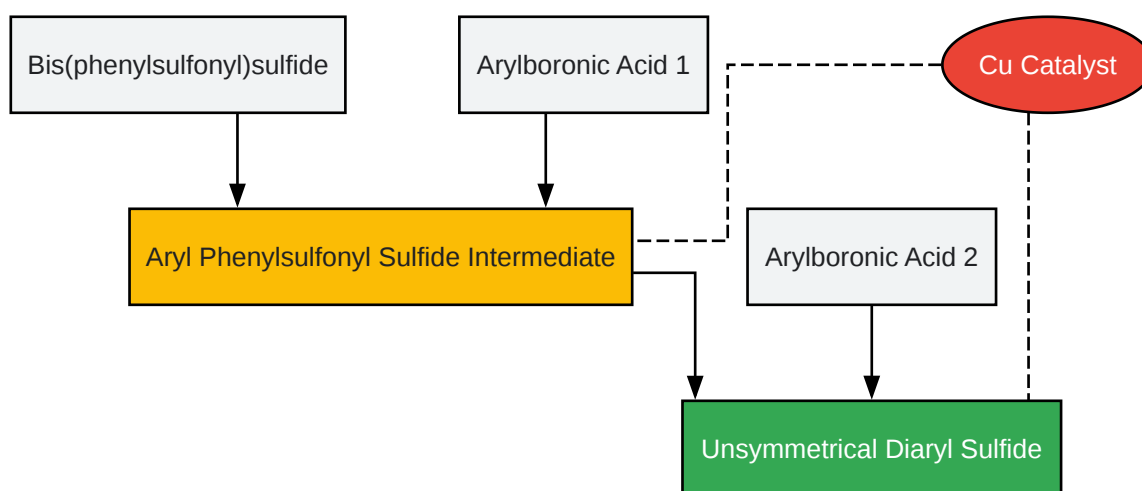 Bis(phenylsulfonyl)sulfide
Arylboronic Acid 1
Cu Catalyst
Aryl Phenylsulfonyl Sulfide Intermediate
Arylboronic Acid 2
Unsymmetrical Diaryl Sulfide